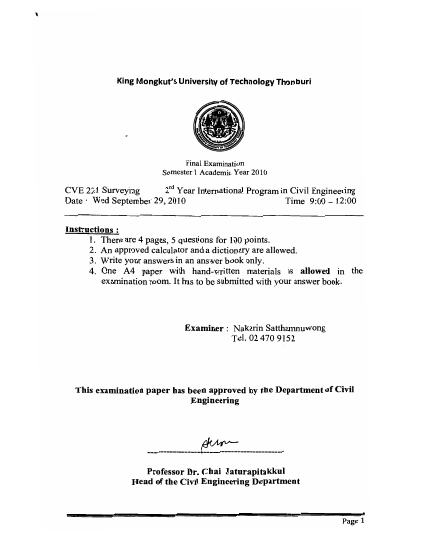 King Mongkut's University of Technology Thonburi
Final Examination
Semester 1 Academic Year 2010
CVE 221 Surveying 2nd Year International Program in Civil Engineering
Date : Wed September 29, 2010 Time 9:00 – 12:00
Instructions :
1. There are 4 pages, 5 questions for 100 points.
2. An approved calculator and a dictionary are allowed.
3. Write your answers in an answer book only.
4. One A4 paper with hand-written materials is allowed in the
examination room. It has to be submitted with your answer book.
Examiner : Nakarin Satthamnuwong
Tel. 02 470 9152
This examination paper has been approved by the Department of Civil
Engineering
Professor Dr. Chai Jaturapitakkul
Head of the Civil Engineering Department
Page 1